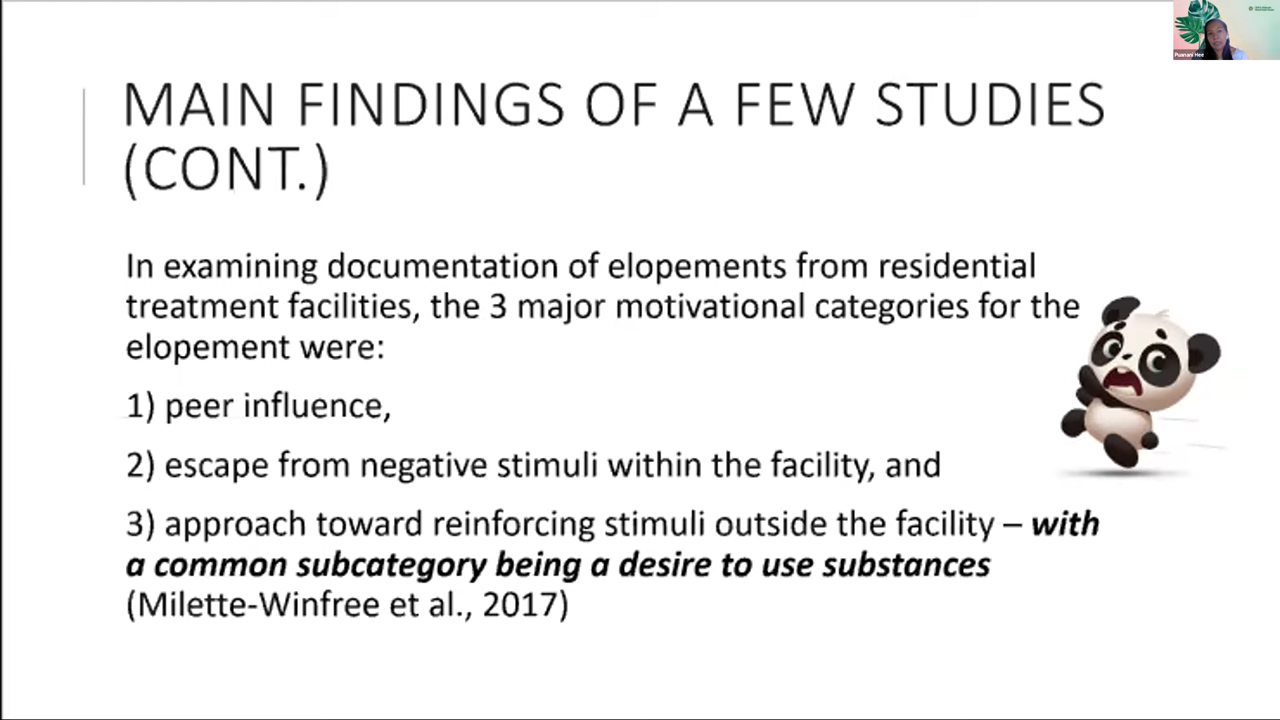 MAIN FINDINGS OF A FEW STUDIES
(CONT.)
In examining documentation of elopements from residential
treatment facilities, the 3 major motivational categories for the
elopement were:
1) peer influence,
2) escape from negative stimuli within the facility, and
3) approach toward reinforcing stimuli outside the facility – with
a common subcategory being a desire to use substances
(Milette-Winfree et al., 2017)
Puanani Hee